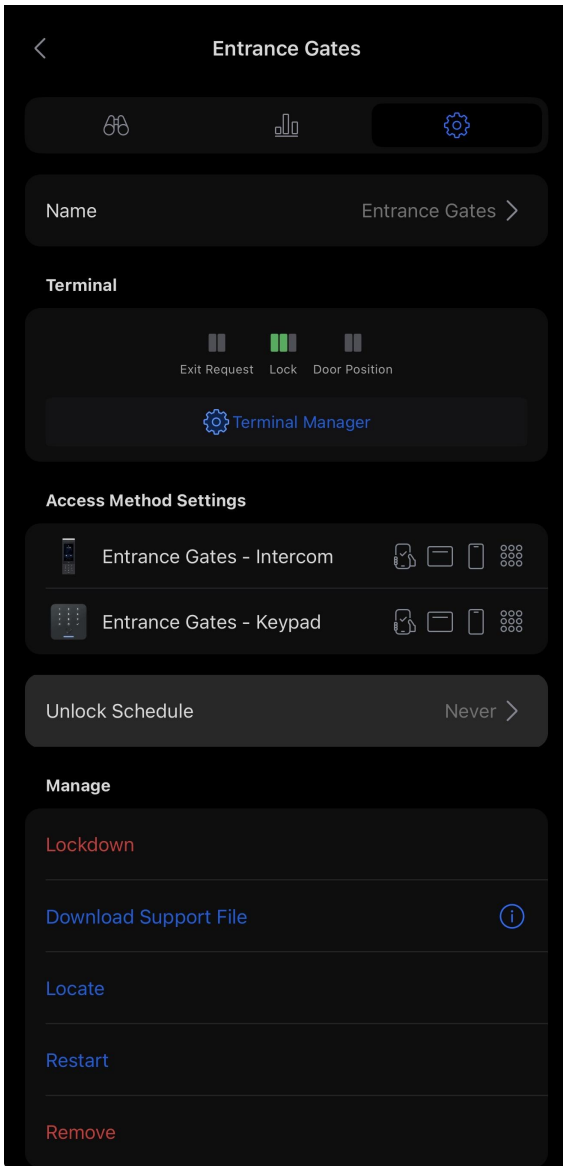 Entrance Gates
Name Entrance Gates
Terminal
Exit Request Lock Door Position
Terminal Manager
Access Method Settings
Entrance Gates - Intercom
Entrance Gates - Keypad
Unlock Schedule Never
Manage
Lockdown
Download Support File
Locate
Restart
Remove